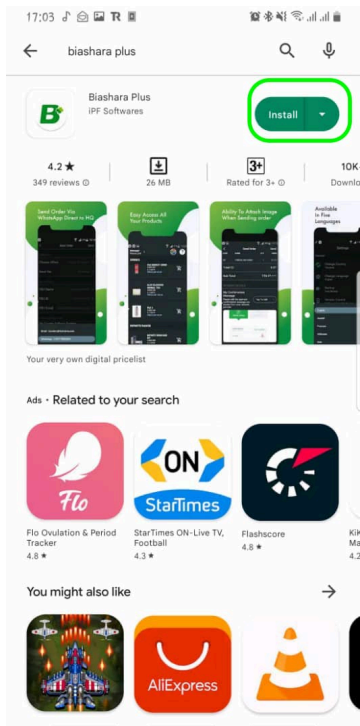 17:03
biashara plus
Biashara Plus
iPF Softwares
Install
4.2 ★
349 reviews
26 MB
3+
Rated for 3+
10K
Downlo
Send Order Via
WhatsApp Direct to HQ
Easy Access All
Your Products
Ability To Attach Image
When Sending order
Available
In Five
Languages
Your very own digital pricelist
Ads • Related to your search
Flo
ON
StarTimes
Flo Ovulation & Period
Tracker
4.8 ★
StarTimes ON-Live TV,
Football
4.3 ★
Flashscore
4.8 ★
KiK
Ma
4.2
You might also like
AliExpress